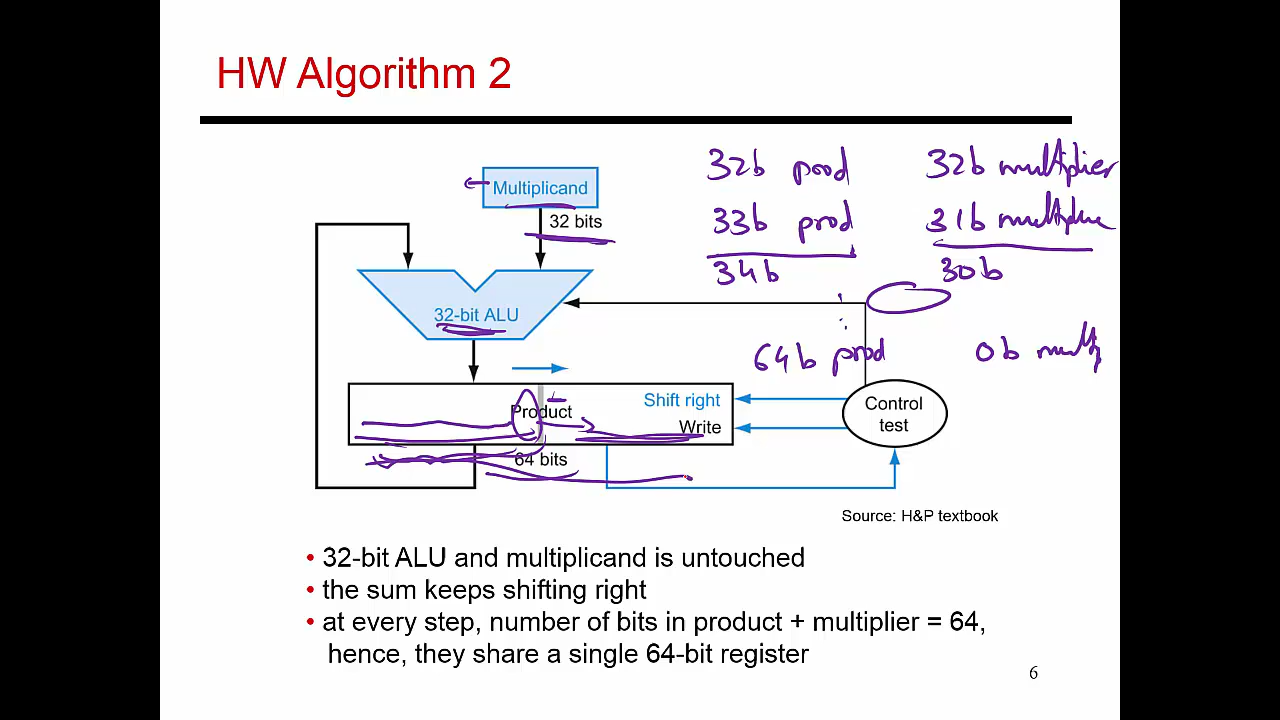 HW Algorithm 2
32b prod 32b multiplier
Multiplicand
32 bits
33b prod 31b
34b 30b
32-bit ALU
64b prod 0b
Product
Shift right
Write
Control
test
64 bits
Source: H&P textbook
• 32-bit ALU and multiplicand is untouched
• the sum keeps shifting right
• at every step, number of bits in product + multiplier = 64,
hence, they share a single 64-bit register
6